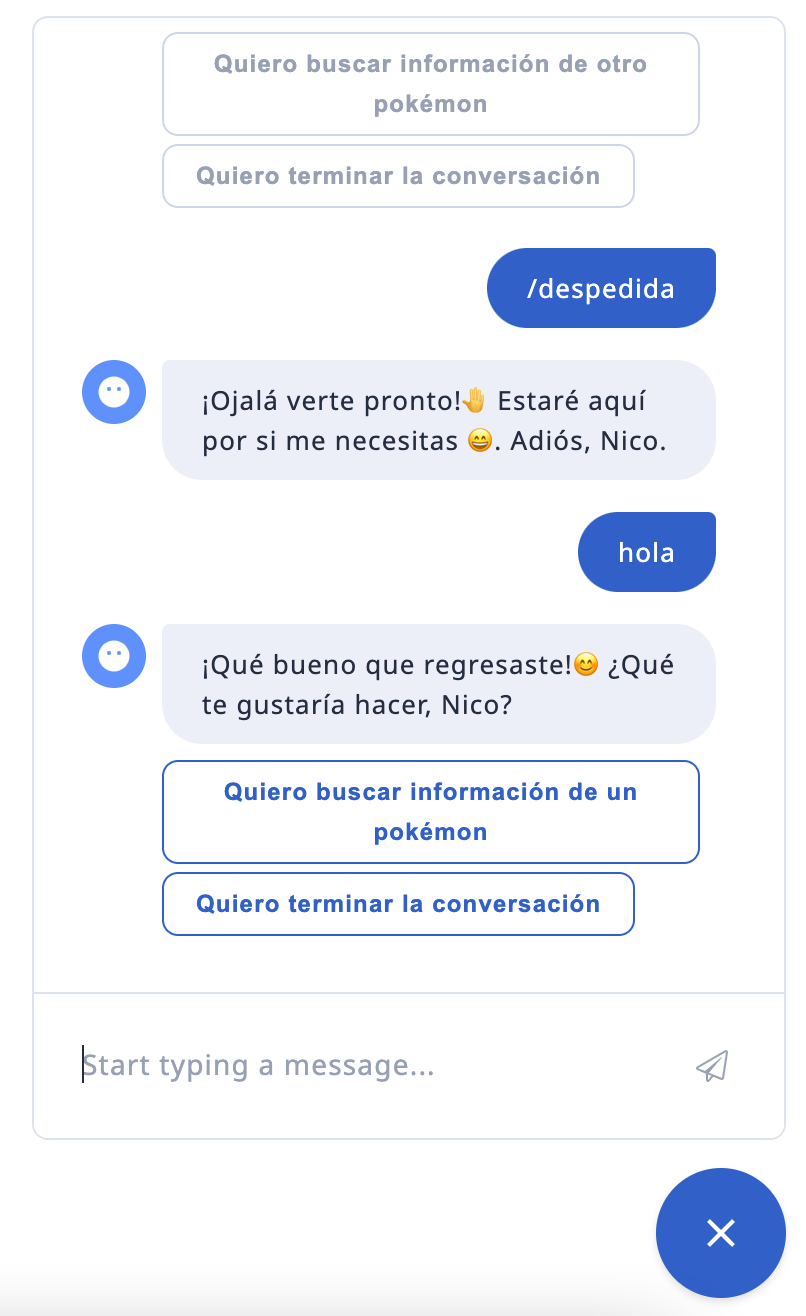 Quiero buscar información de otro
pokémon
Quiero terminar la conversación
/despedida
¡Ojalá verte pronto!🤚 Estaré aquí
por si me necesitas 😄. Adiós, Nico.
hola
¡Qué bueno que regresaste!😊 ¿Qué
te gustaría hacer, Nico?
Quiero buscar información de un
pokémon
Quiero terminar la conversación
Start typing a message...